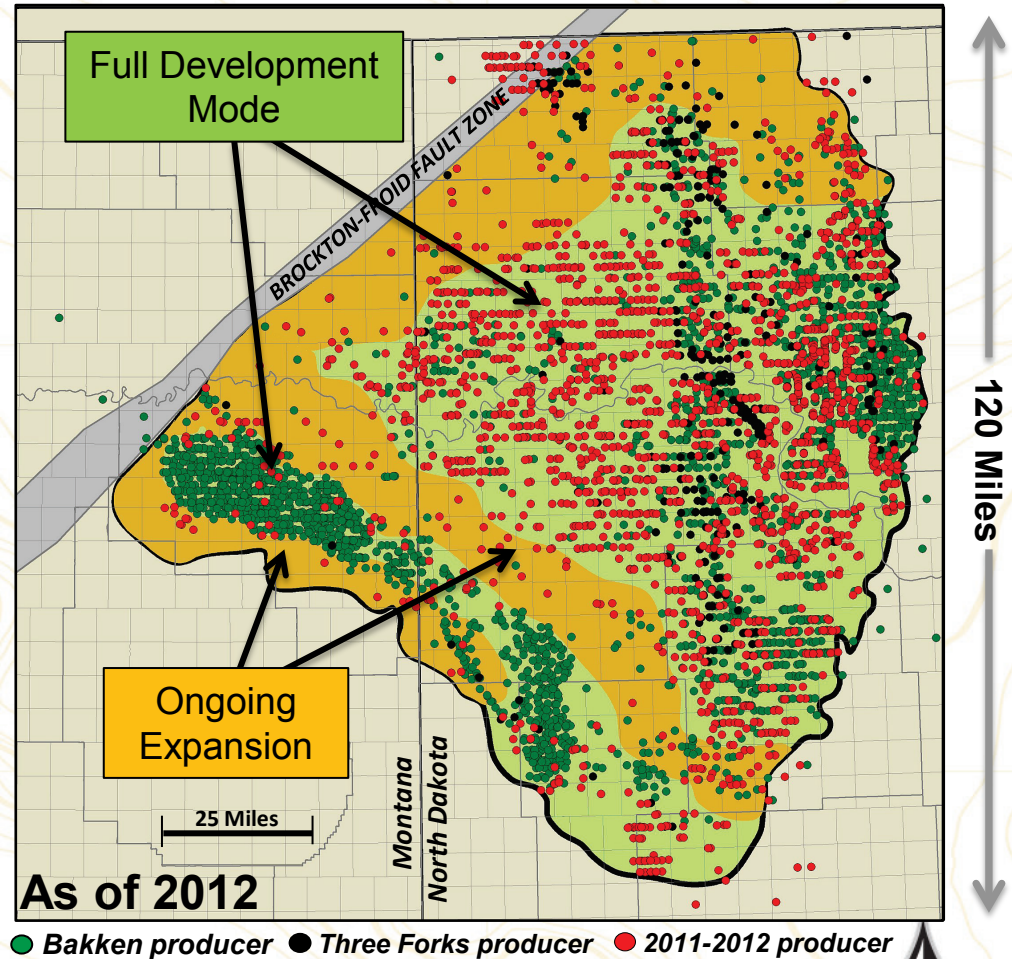 Full Development
Mode
BROCKTON-FROID FAULT ZONE
120 Miles
Ongoing
Expansion
25 Miles
Montana
North Dakota
As of 2012
Bakken producer Three Forks producer 2011-2012 producer